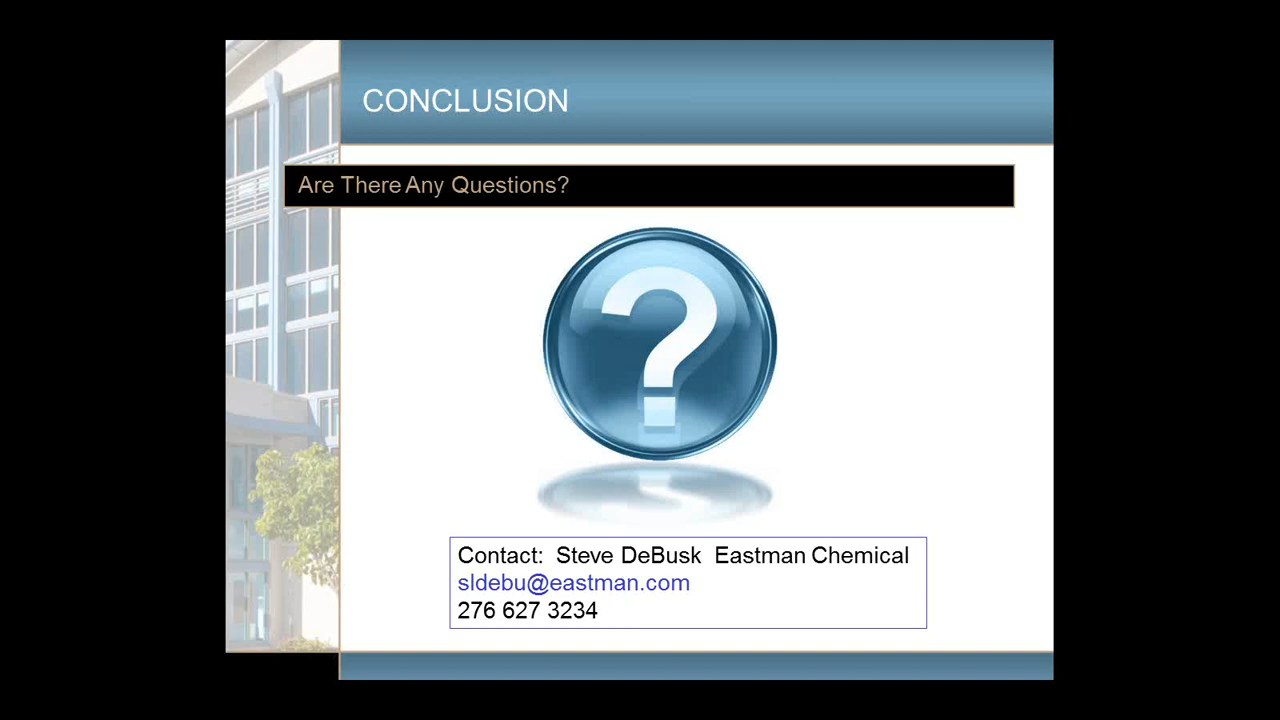 CONCLUSION
Are There Any Questions?
?
Contact:  Steve DeBusk  Eastman Chemical
sldebu@eastman.com
276 627 3234